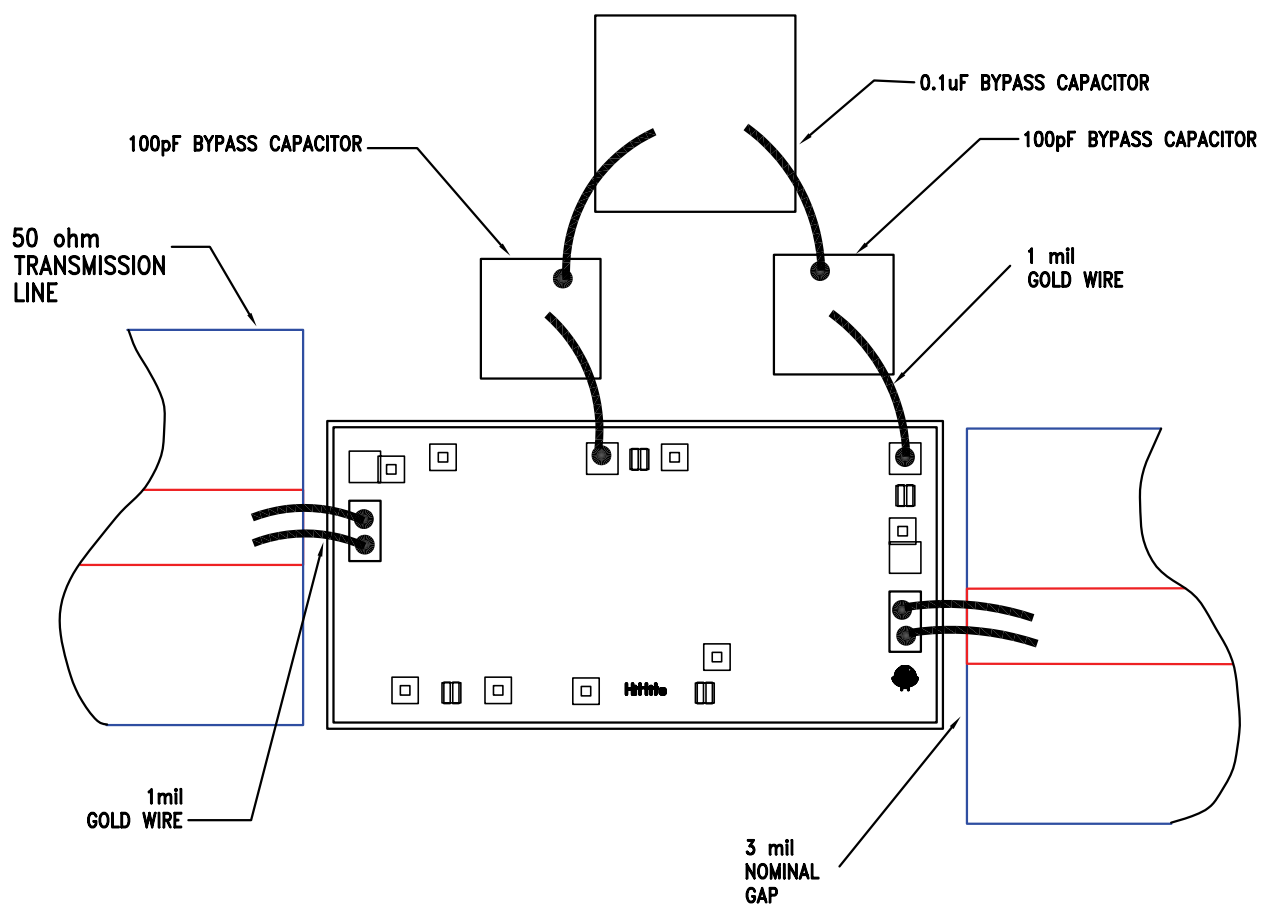 0.1uF BYPASS CAPACITOR
100pF BYPASS CAPACITOR
100pF BYPASS CAPACITOR
50 ohm
TRANSMISSION
LINE
1 mil
GOLD WIRE
Hittite
1mil
GOLD WIRE
3 mil
NOMINAL
GAP